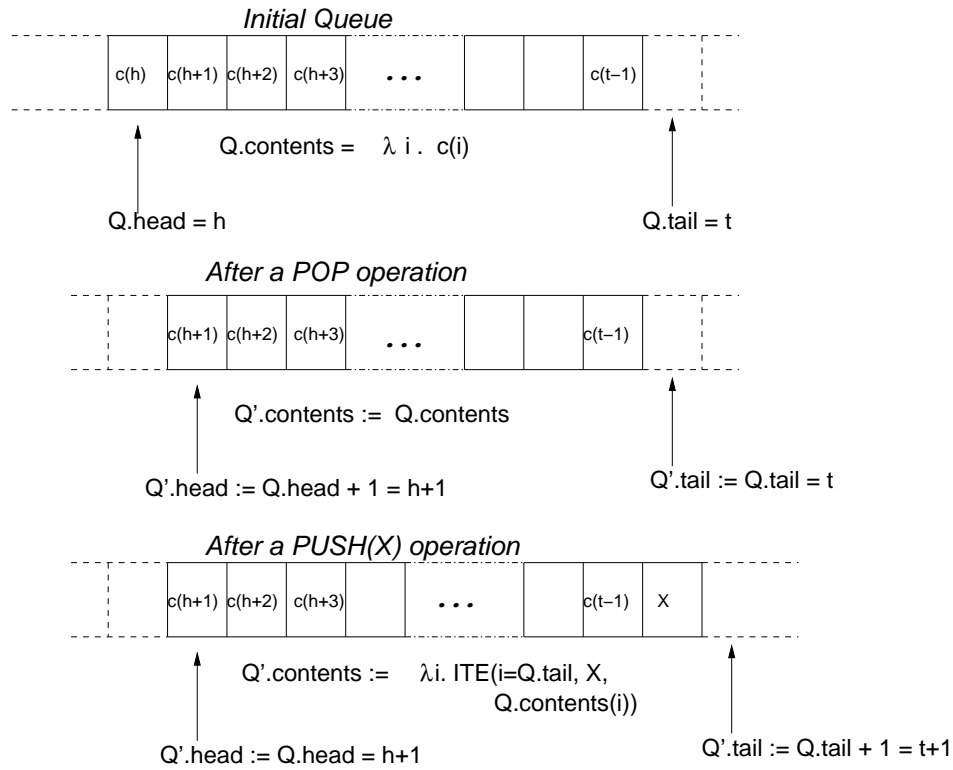 Initial Queue
c(h) c(h+1) c(h+2) c(h+3) ... c(t−1)
Q.contents = λ i . c(i)
Q.head = h Q.tail = t
After a POP operation
c(h+1) c(h+2) c(h+3) ... c(t−1)
Q'.contents := Q.contents
Q'.head := Q.head + 1 = h+1 Q'.tail := Q.tail = t
After a PUSH(X) operation
c(h+1) c(h+2) c(h+3) ... c(t−1) X
Q'.contents := λi. ITE(i=Q.tail, X,
Q.contents(i))
Q'.head := Q.head = h+1 Q'.tail := Q.tail + 1 = t+1